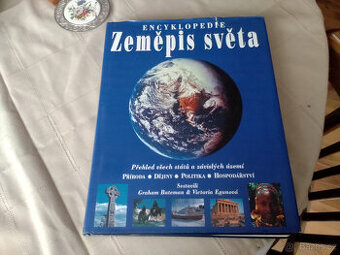 ENCYKLOPEDIE
Zeměpis světa
Přehled všech států a závislých území
PŘÍRODA • DĚJINY • POLITIKA • HOSPODÁŘSTVÍ
Sestavili
Graham Bateman & Victoria Eganová